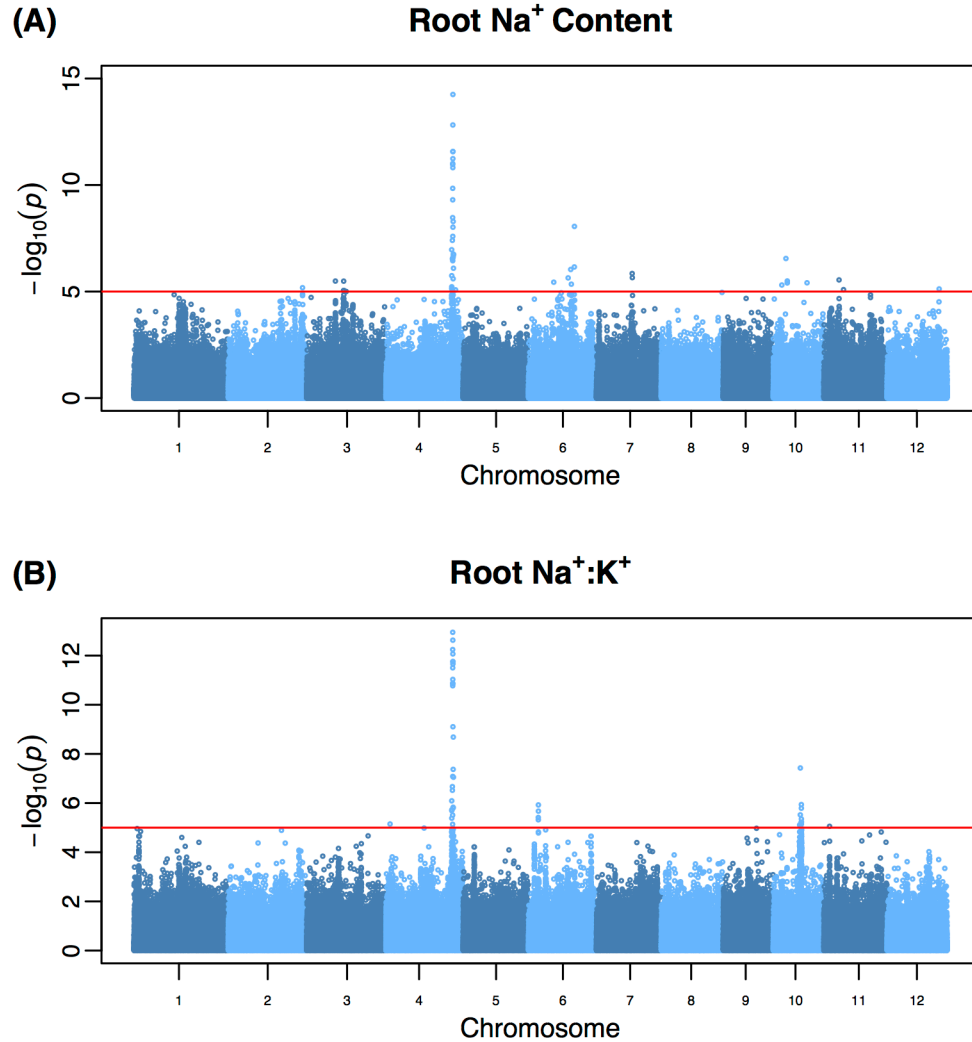 (A) Root Na⁺ Content
15
10
5
0
−log₁₀(p)
1 2 3 4 5 6 7 8 9 10 11 12
Chromosome
(B) Root Na⁺:K⁺
12
10
8
6
4
2
0
−log₁₀(p)
1 2 3 4 5 6 7 8 9 10 11 12
Chromosome